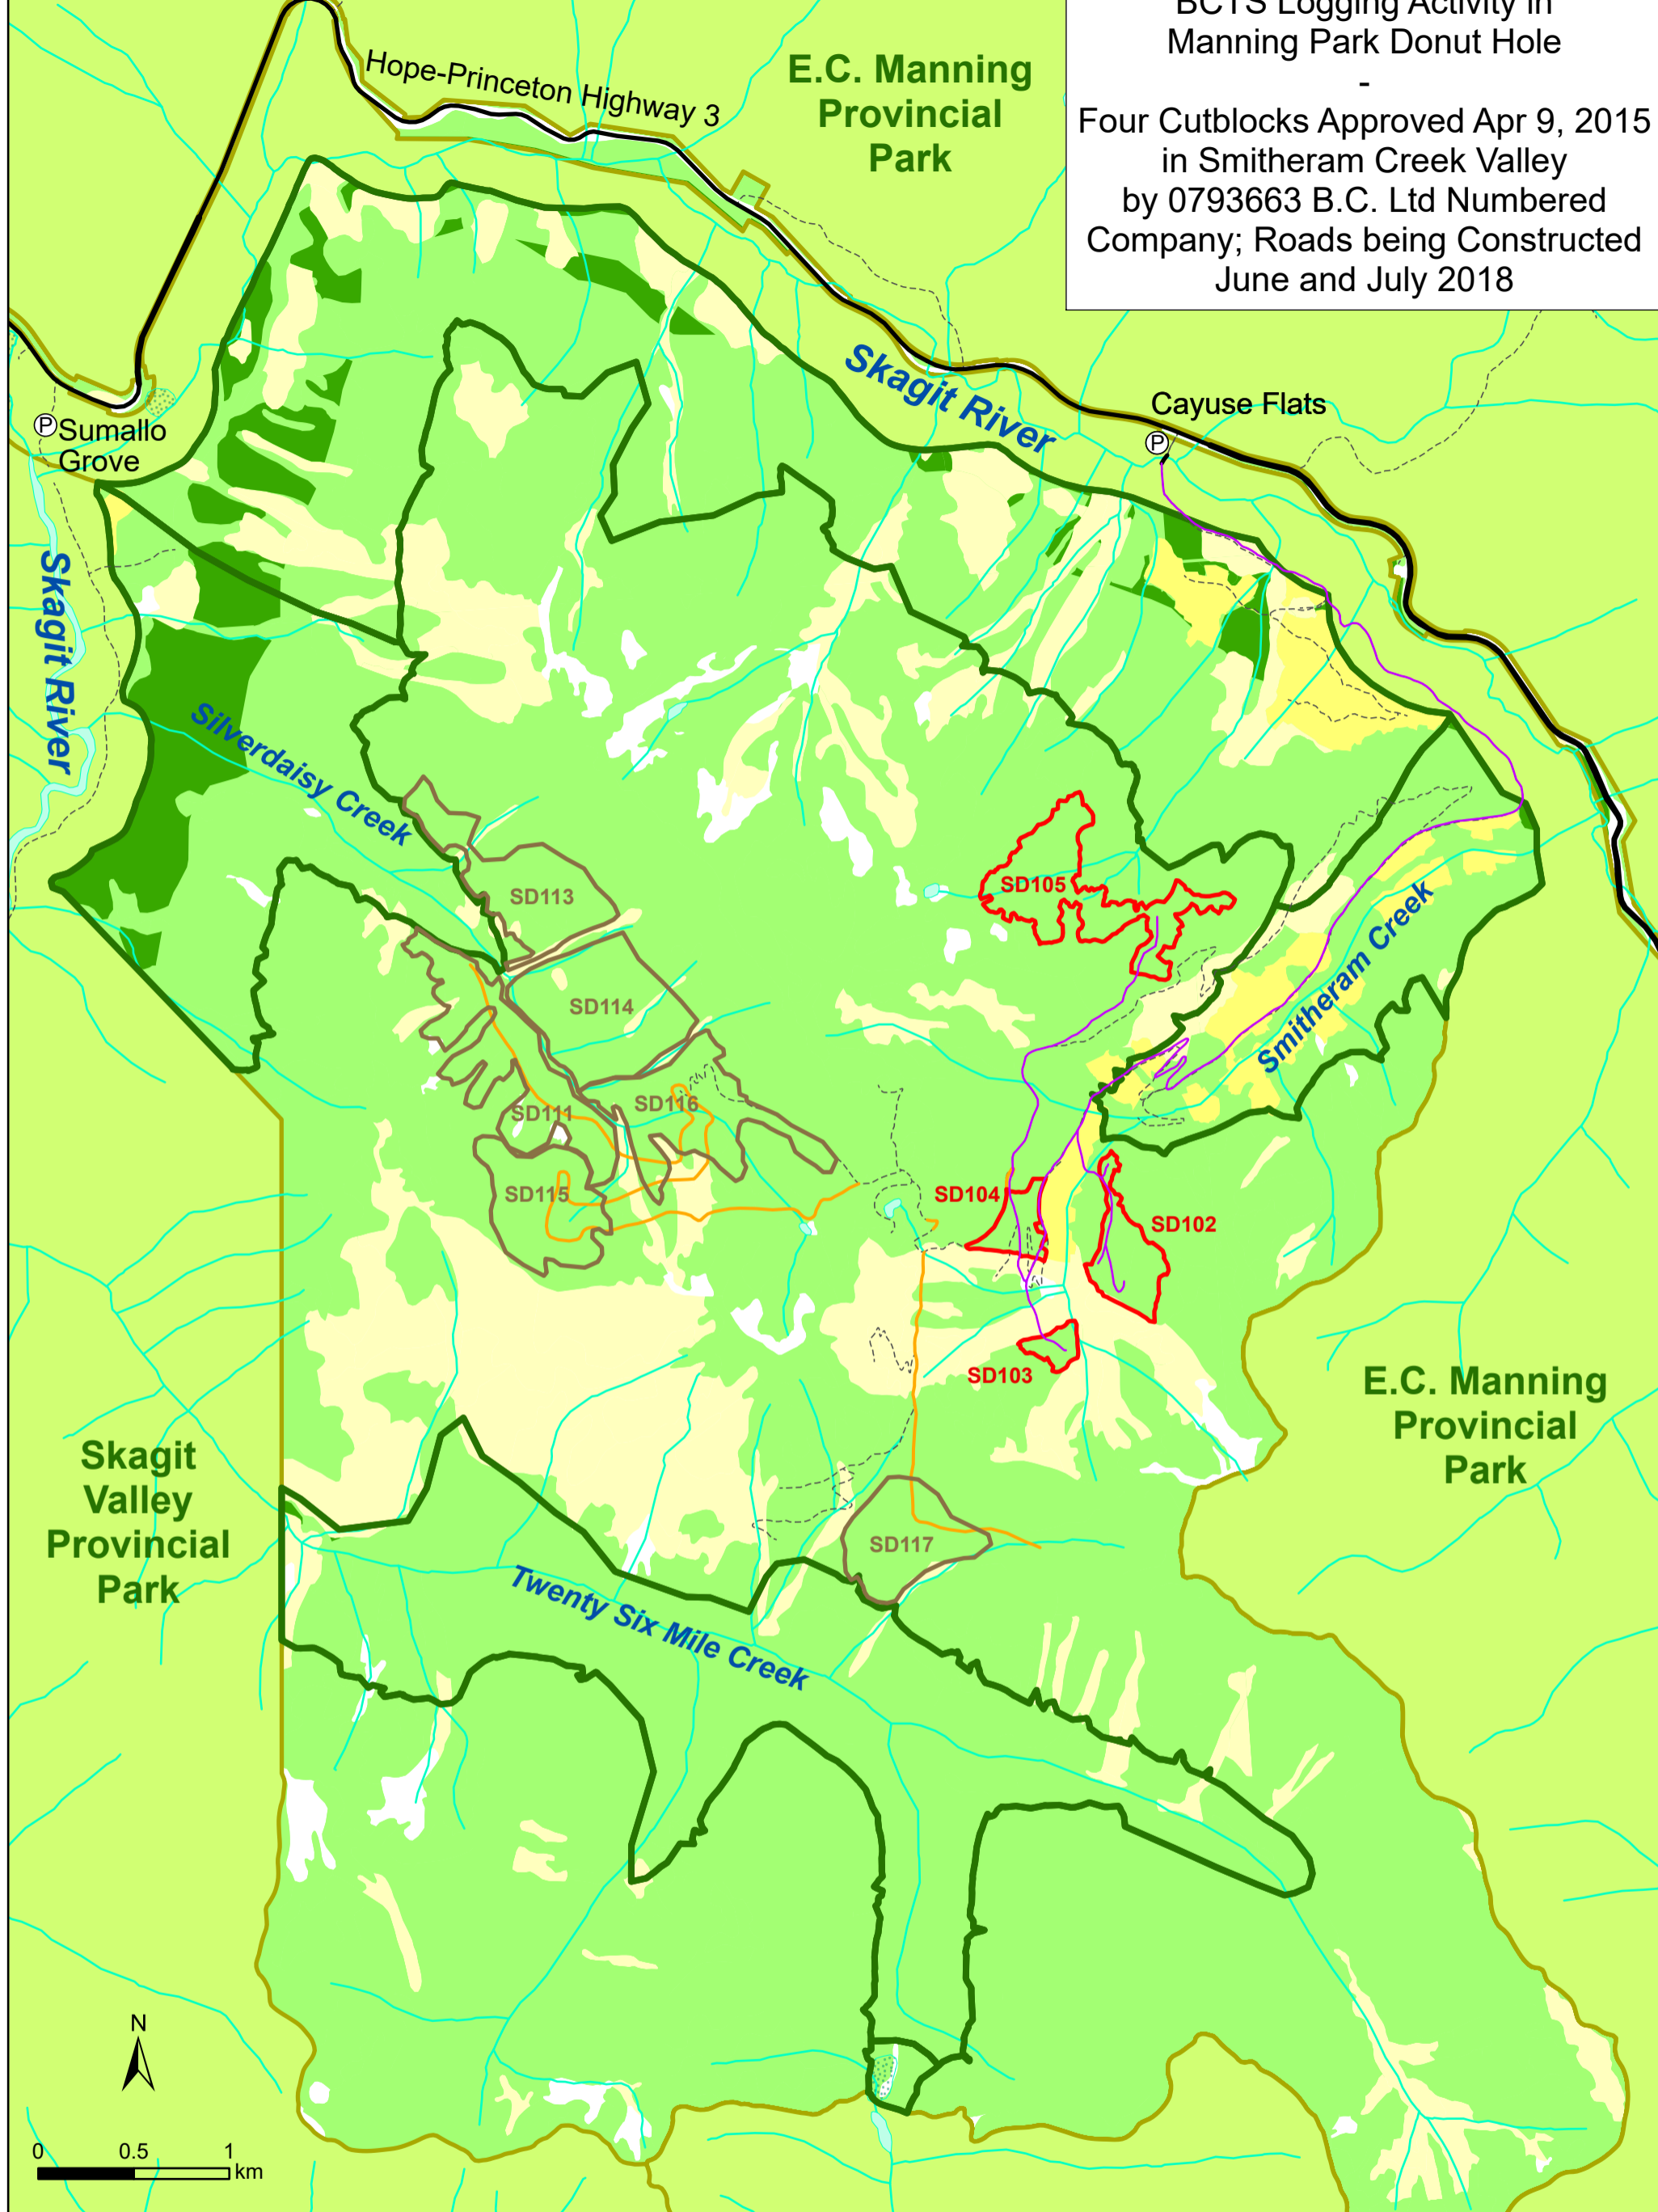 BCTS Logging Activity in
Manning Park Donut Hole
-
Four Cutblocks Approved Apr 9, 2015
in Smitheram Creek Valley
by 0793663 B.C. Ltd Numbered
Company; Roads being Constructed
June and July 2018
Hope-Princeton Highway 3
E.C. Manning
Provincial
Park
Skagit River
Cayuse Flats
P
P
Sumallo
Grove
Skagit River
Silverdaisy Creek
SD113
SD105
SD114
Smitheram Creek
SD111
SD116
SD115
SD104
SD102
SD103
E.C. Manning
Provincial
Park
Skagit
Valley
Provincial
Park
SD117
Twenty Six Mile Creek
N
0 0.5 1
km